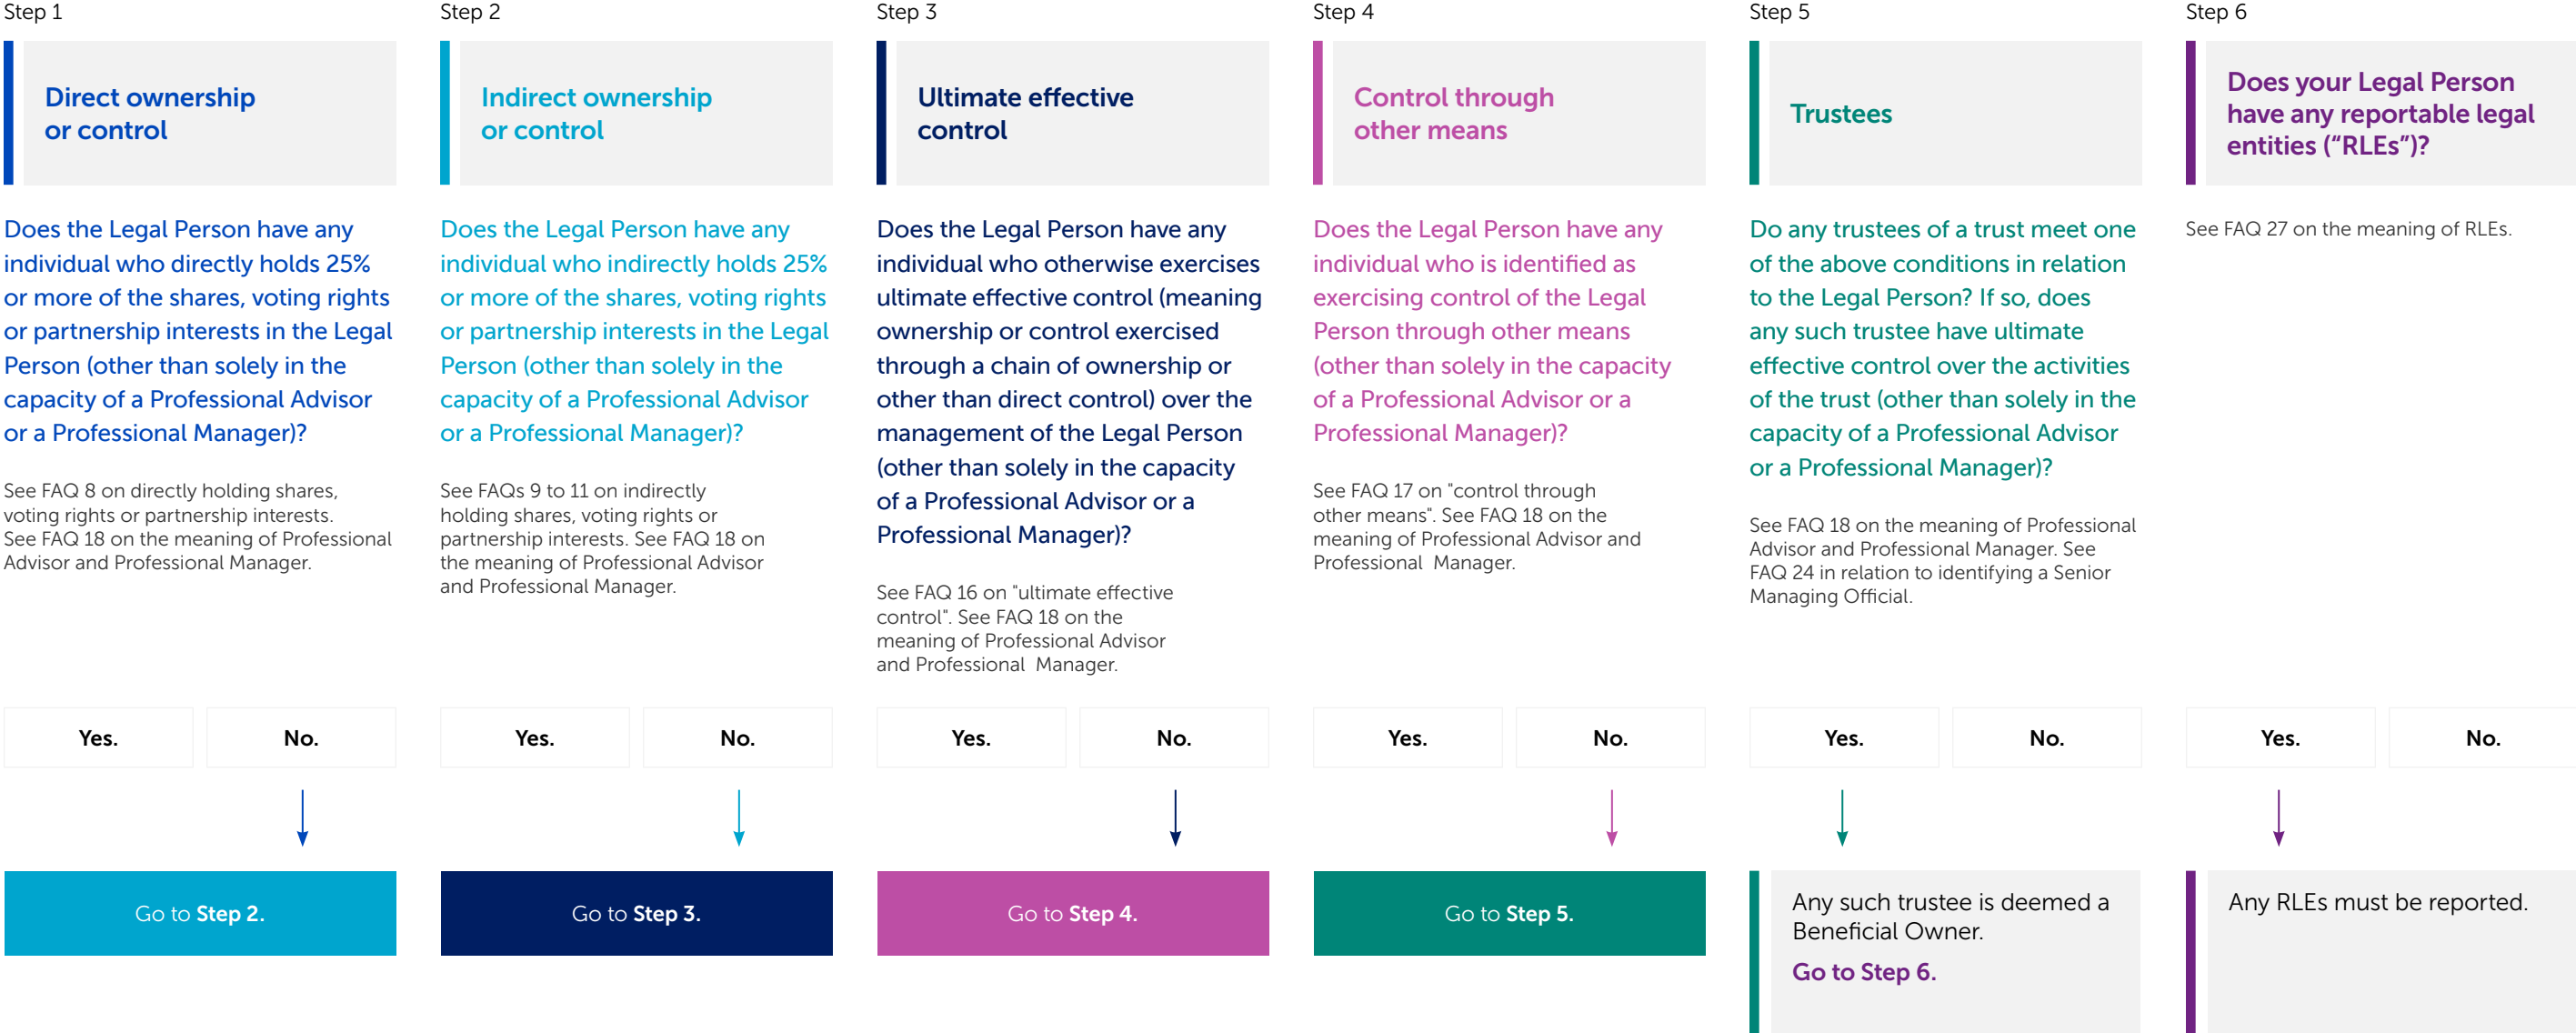 Step 1
Direct ownership
or control
Does the Legal Person have any
individual who directly holds 25%
or more of the shares, voting rights
or partnership interests in the Legal
Person (other than solely in the
capacity of a Professional Advisor
or a Professional Manager)?
See FAQ 8 on directly holding shares,
voting rights or partnership interests.
See FAQ 18 on the meaning of Professional
Advisor and Professional Manager.
Yes.
No.
Go to Step 2.
Step 2
Indirect ownership
or control
Does the Legal Person have any
individual who indirectly holds 25%
or more of the shares, voting rights
or partnership interests in the Legal
Person (other than solely in the
capacity of a Professional Advisor
or a Professional Manager)?
See FAQs 9 to 11 on indirectly
holding shares, voting rights or
partnership interests. See FAQ 18 on
the meaning of Professional Advisor
and Professional Manager.
Yes.
No.
Go to Step 3.
Step 3
Ultimate effective
control
Does the Legal Person have any
individual who otherwise exercises
ultimate effective control (meaning
ownership or control exercised
through a chain of ownership or
other than direct control) over the
management of the Legal Person
(other than solely in the capacity
of a Professional Advisor or a
Professional Manager)?
See FAQ 16 on "ultimate effective
control". See FAQ 18 on the
meaning of Professional Advisor
and Professional Manager.
Yes.
No.
Go to Step 4.
Step 4
Control through
other means
Does the Legal Person have any
individual who is identified as
exercising control of the Legal
Person through other means
(other than solely in the capacity
of a Professional Advisor or a
Professional Manager)?
See FAQ 17 on "control through
other means". See FAQ 18 on the
meaning of Professional Advisor and
Professional Manager.
Yes.
No.
Go to Step 5.
Step 5
Trustees
Do any trustees of a trust meet one
of the above conditions in relation
to the Legal Person? If so, does
any such trustee have ultimate
effective control over the activities
of the trust (other than solely in the
capacity of a Professional Advisor
or a Professional Manager)?
See FAQ 18 on the meaning of Professional
Advisor and Professional Manager. See
FAQ 24 in relation to identifying a Senior
Managing Official.
Yes.
No.
Any such trustee is deemed a
Beneficial Owner.
Go to Step 6.
Step 6
Does your Legal Person
have any reportable legal
entities (“RLEs”)?
See FAQ 27 on the meaning of RLEs.
Yes.
No.
Any RLEs must be reported.